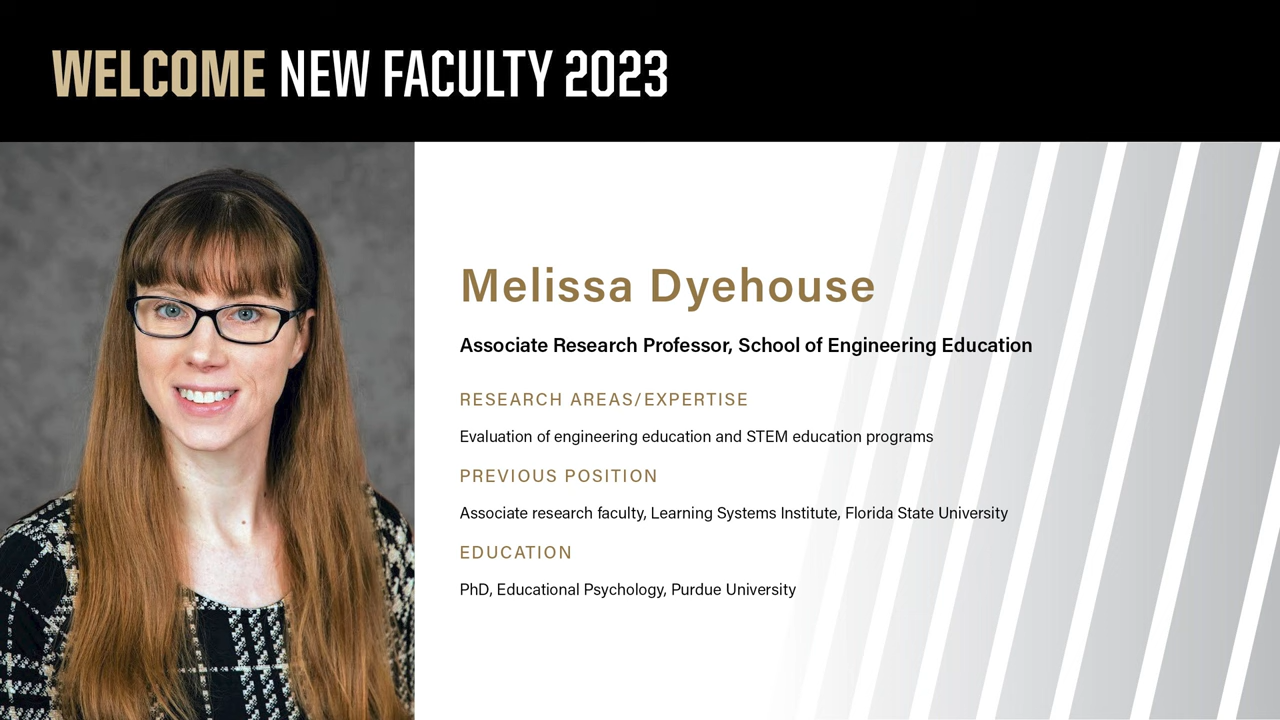 WELCOME NEW FACULTY 2023
Melissa Dyehouse
Associate Research Professor, School of Engineering Education
RESEARCH AREAS/EXPERTISE
Evaluation of engineering education and STEM education programs
PREVIOUS POSITION
Associate research faculty, Learning Systems Institute, Florida State University
EDUCATION
PhD, Educational Psychology, Purdue University